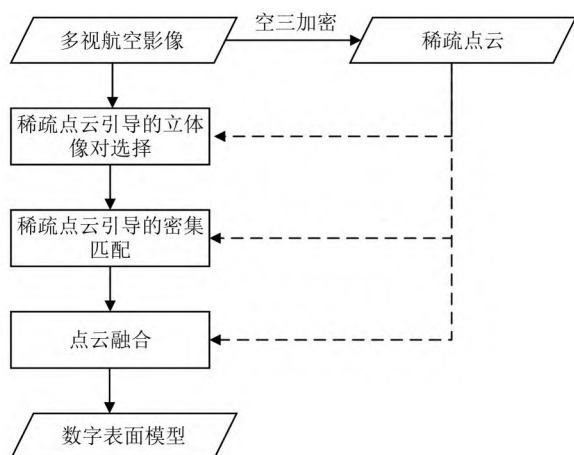 多视航空影像
空三加密
稀疏点云
稀疏点云引导的立体
像对选择
稀疏点云引导的密集
匹配
点云融合
数字表面模型